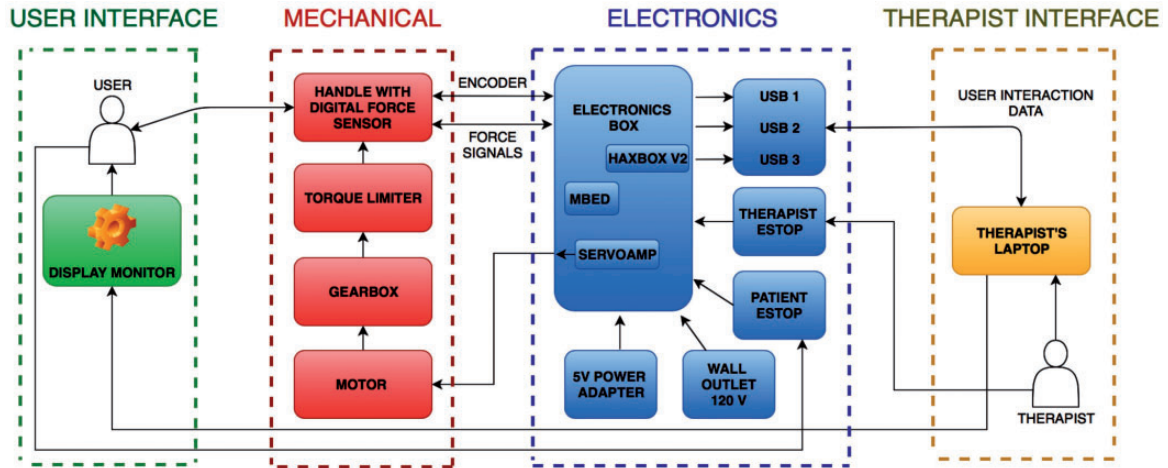 USER INTERFACE
MECHANICAL
ELECTRONICS
THERAPIST INTERFACE
USER
DISPLAY MONITOR
HANDLE WITH
DIGITAL FORCE
SENSOR
TORQUE LIMITER
GEARBOX
MOTOR
ENCODER
FORCE
SIGNALS
ELECTRONICS
BOX
HAXBOX V2
MBED
SERVOAMP
USB 1
USB 2
USB 3
THERAPIST
ESTOP
PATIENT
ESTOP
5V POWER
ADAPTER
WALL
OUTLET
120 V
USER INTERACTION
DATA
THERAPIST'S
LAPTOP
THERAPIST